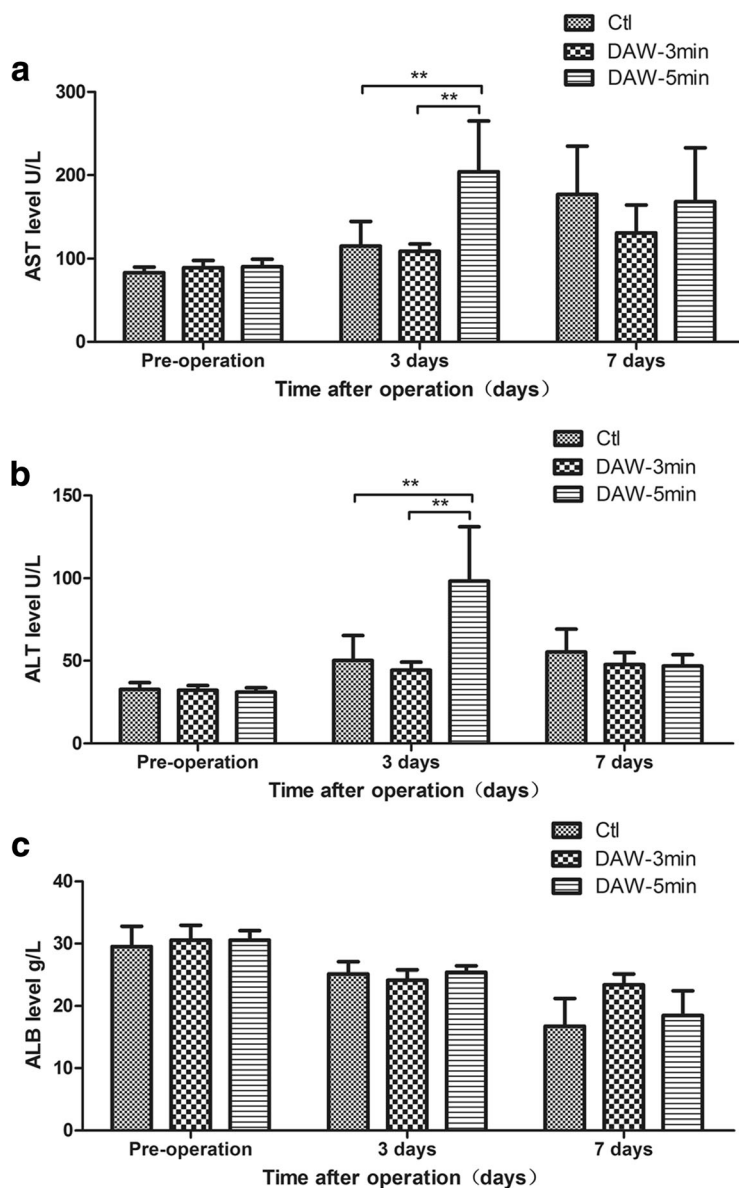 a
Ctl
DAW-3min
DAW-5min
**
**
300
200
100
0
AST level U/L
Pre-operation 3 days 7 days
Time after operation（days）
b
Ctl
DAW-3min
DAW-5min
**
**
150
100
50
0
ALT level U/L
Pre-operation 3 days 7 days
Time after operation（days）
c
Ctl
DAW-3min
DAW-5min
40
30
20
10
0
ALB level g/L
Pre-operation 3 days 7 days
Time after operation（days）